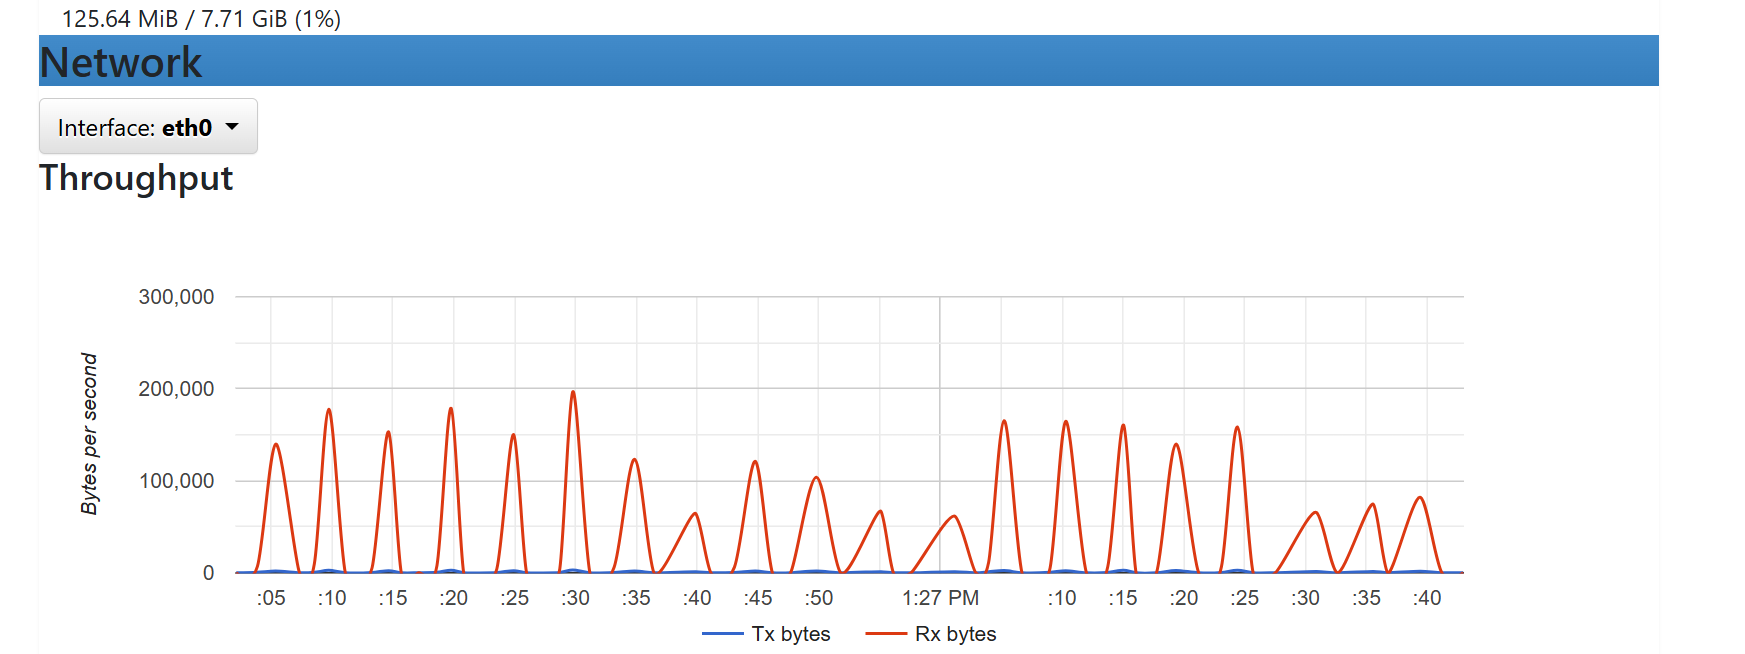 125.64 MiB / 7.71 GiB (1%)
Network
Interface: eth0
Throughput
300,000
200,000
100,000
0
Bytes per second
:05 :10 :15 :20 :25 :30 :35 :40 :45 :50 1:27 PM :10 :15 :20 :25 :30 :35 :40
Tx bytes Rx bytes